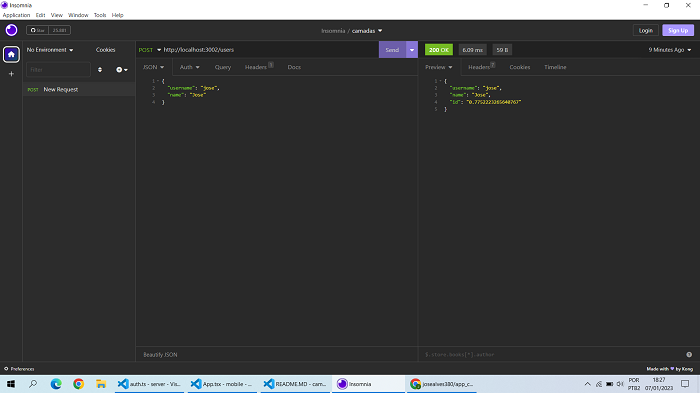 Insomnia
Application Edit View Window Tools Help
Star
Insomnia / camadas
Login
Sign Up
No Environment
Cookies
POST http://localhost:3002/users
Send
200 OK
6.09 ms
59 B
9 Minutes Ago
Filter
JSON
Auth
Query
Headers 1
Docs
Preview
Headers 7
Cookies
Timeline
POST New Request
1 {
2 "username": "jose",
3 "name": "Jose"
4 }
1 {
2 "username": "jose",
3 "name": "Jose",
4 "id": "0.7752223265640767"
5 }
Beautify JSON
$.store.books[*].author
Preferences
Made with ♥ by Kong
auth.ts - server - Vis...
App.tsx - mobile - ...
README.MD - cam...
Insomnia
josealves380/app_c...
POR
PTB2
18:27
07/01/2023